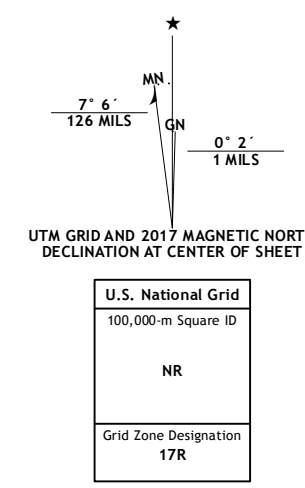 ★
MN
7° 6´
126 MILS
GN
0° 2´
1 MILS
UTM GRID AND 2017 MAGNETIC NORT
DECLINATION AT CENTER OF SHEET
U.S. National Grid
100,000-m Square ID
NR
Grid Zone Designation
17R